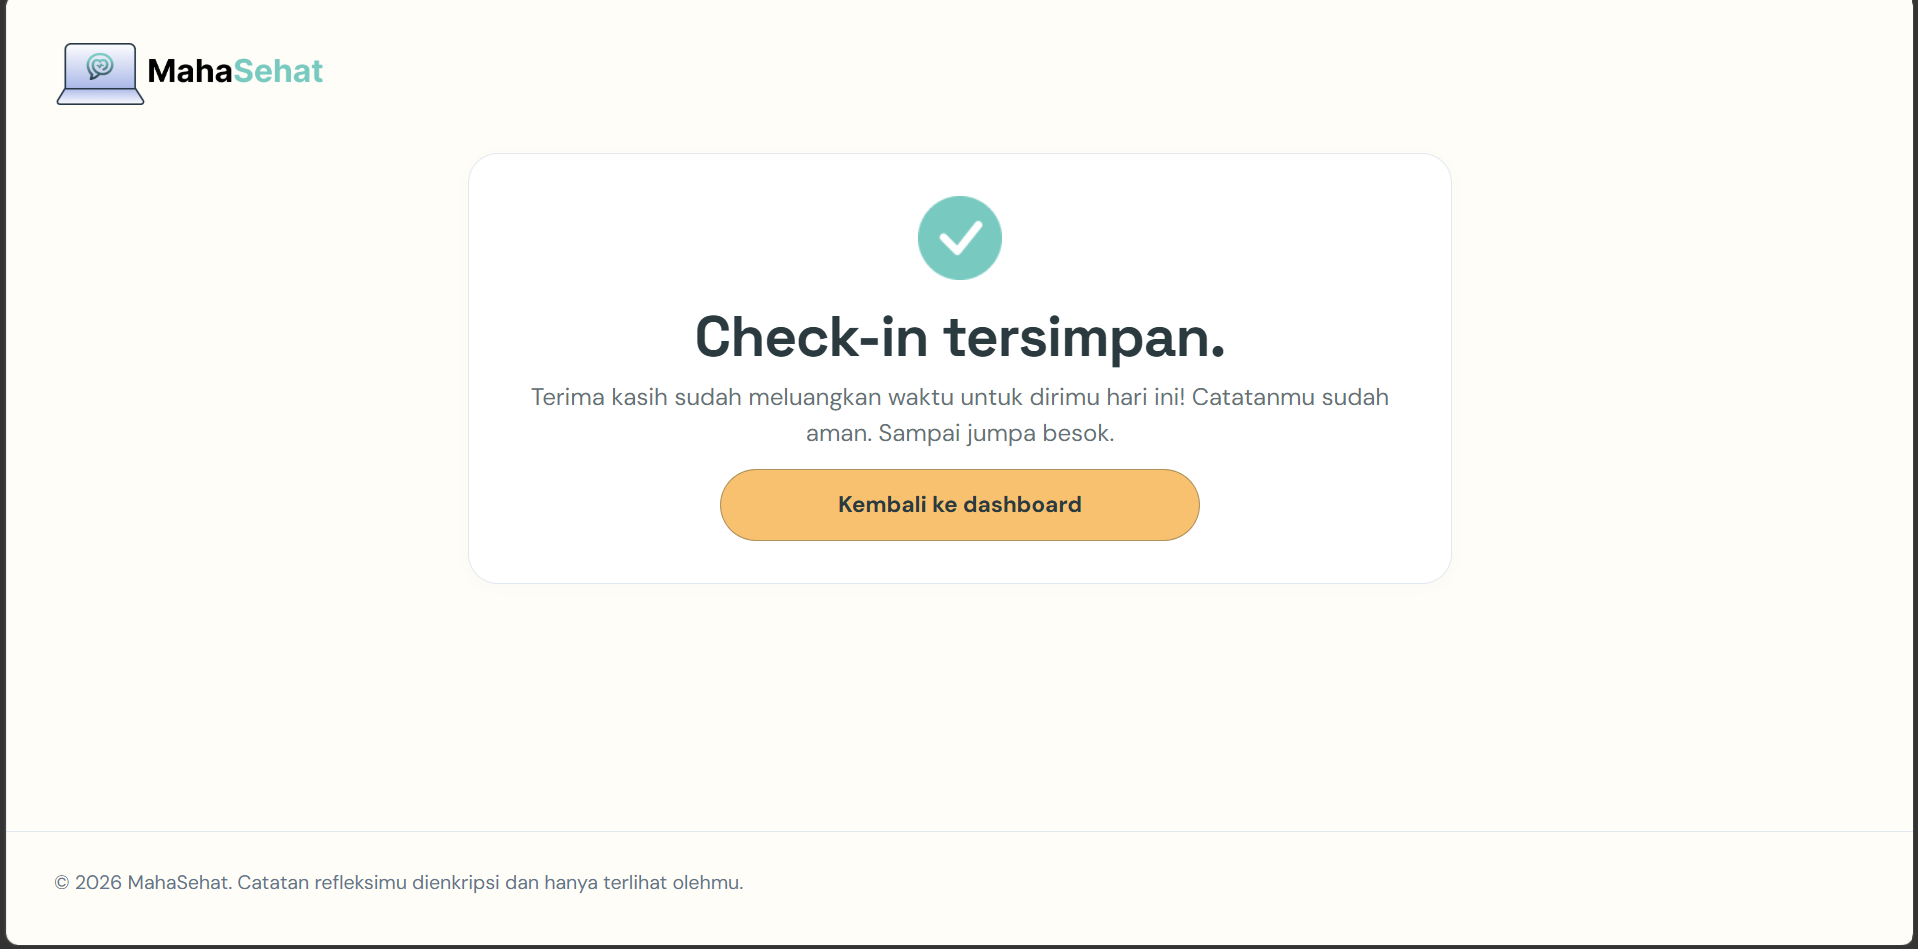 MahaSehat
Check-in tersimpan.
Terima kasih sudah meluangkan waktu untuk dirimu hari ini! Catatanmu sudah
aman. Sampai jumpa besok.
Kembali ke dashboard
© 2026 MahaSehat. Catatan refleksimu dienkripsi dan hanya terlihat olehmu.